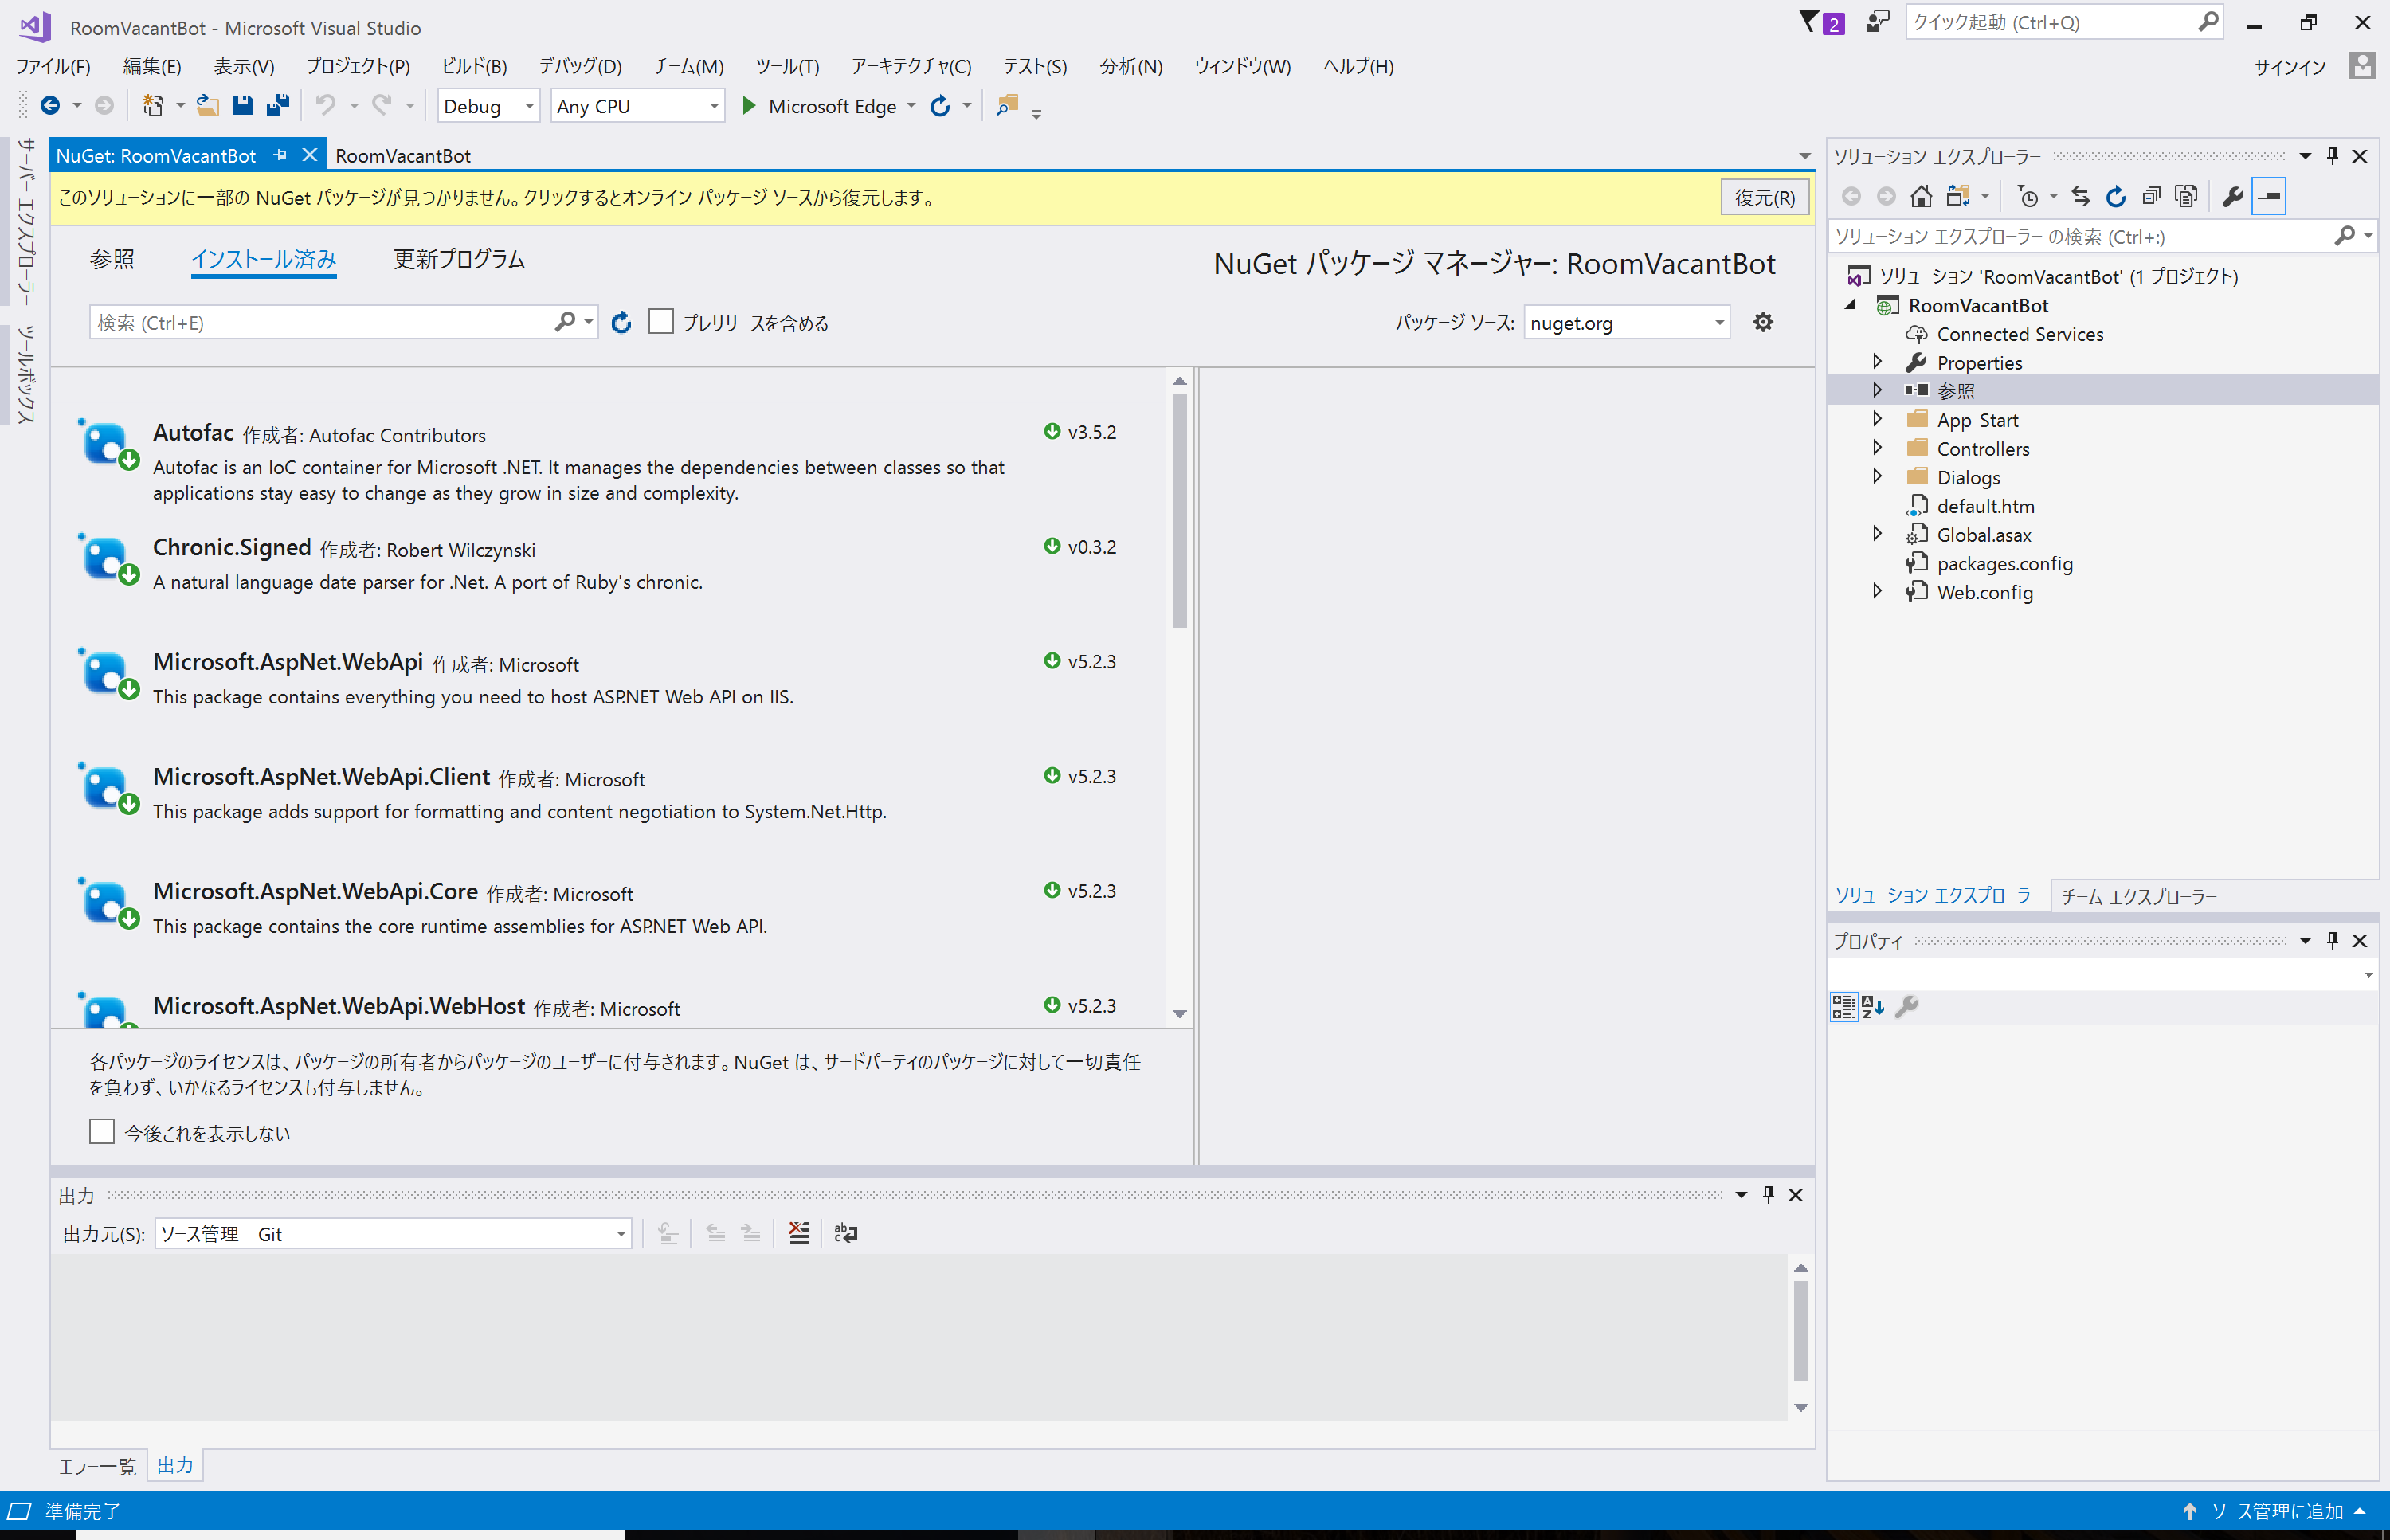 RoomVacantBot - Microsoft Visual Studio
2
クイック起動 (Ctrl+Q)
ファイル(F) 編集(E) 表示(V) プロジェクト(P) ビルド(B) デバッグ(D) チーム(M) ツール(T) アーキテクチャ(C) テスト(S) 分析(N) ウィンドウ(W) ヘルプ(H)
サインイン
Debug Any CPU Microsoft Edge
サーバー エクスプローラー
ツールボックス
NuGet: RoomVacantBot RoomVacantBot
このソリューションに一部の NuGet パッケージが見つかりません。クリックするとオンライン パッケージ ソースから復元します。
復元(R)
参照 インストール済み 更新プログラム
NuGet パッケージ マネージャー: RoomVacantBot
検索 (Ctrl+E)
プレリリースを含める
パッケージ ソース: nuget.org
Autofac 作成者: Autofac Contributors
v3.5.2
Autofac is an IoC container for Microsoft .NET. It manages the dependencies between classes so that
applications stay easy to change as they grow in size and complexity.
Chronic.Signed 作成者: Robert Wilczynski
v0.3.2
A natural language date parser for .Net. A port of Ruby's chronic.
Microsoft.AspNet.WebApi 作成者: Microsoft
v5.2.3
This package contains everything you need to host ASP.NET Web API on IIS.
Microsoft.AspNet.WebApi.Client 作成者: Microsoft
v5.2.3
This package adds support for formatting and content negotiation to System.Net.Http.
Microsoft.AspNet.WebApi.Core 作成者: Microsoft
v5.2.3
This package contains the core runtime assemblies for ASP.NET Web API.
Microsoft.AspNet.WebApi.WebHost 作成者: Microsoft
v5.2.3
各パッケージのライセンスは、パッケージの所有者からパッケージのユーザーに付与されます。NuGet は、サードパーティのパッケージに対して一切責任
を負わず、いかなるライセンスも付与しません。
今後これを表示しない
出力
出力元(S): ソース管理 - Git
エラー一覧 出力
ソリューション エクスプローラー
ソリューション エクスプローラー の検索 (Ctrl+:)
ソリューション 'RoomVacantBot' (1 プロジェクト)
RoomVacantBot
Connected Services
Properties
参照
App_Start
Controllers
Dialogs
default.htm
Global.asax
packages.config
Web.config
ソリューション エクスプローラー チーム エクスプローラー
プロパティ
準備完了
ソース管理に追加